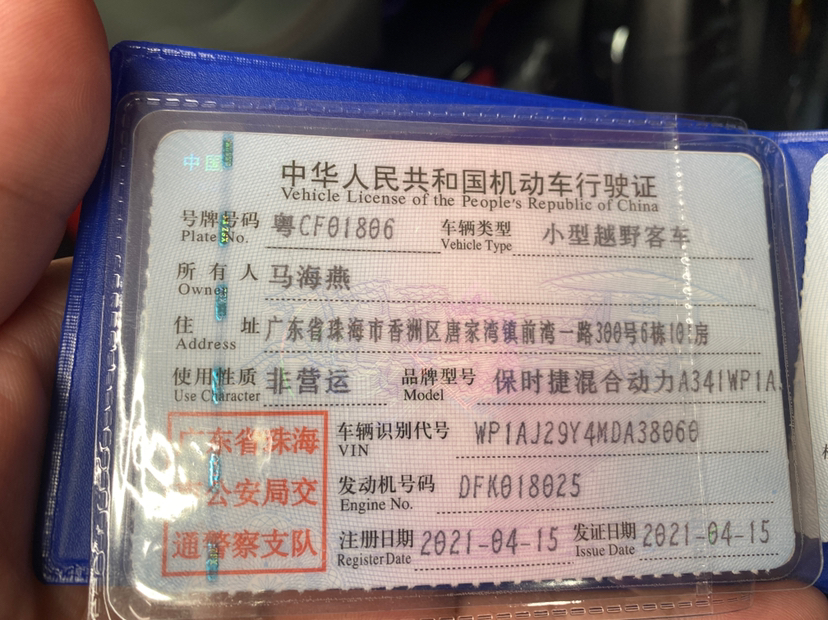 中国
中华人民共和国机动车行驶证
Vehicle License of the People's Republic of China
号牌号码 Plate No. 粤CF01806 车辆类型 Vehicle Type 小型越野客车
所有人 Owner 马海燕
住址 Address 广东省珠海市香洲区唐家湾镇前湾一路300号6栋10 房
使用性质 Use Character 非营运 品牌型号 Model 保时捷混合动力A341WP1A
车辆识别代号 VIN WP1AJ29Y4MDA38060
发动机号码 Engine No. DFK018025
注册日期 Register Date 2021-04-15 发证日期 Issue Date 2021-04-15
广东省珠海
市公安局交
通警察支队